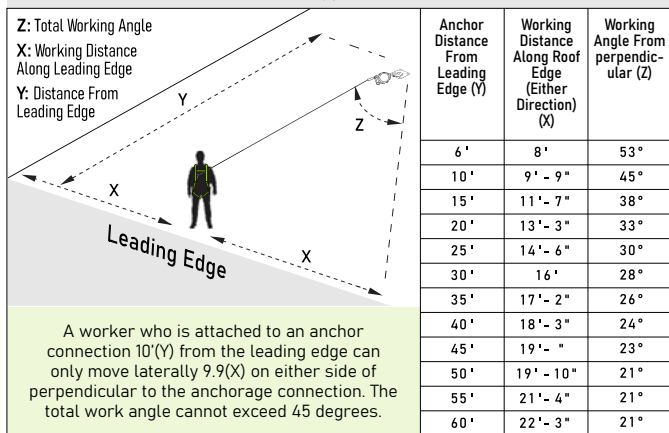 Z: Total Working Angle
X: Working Distance
Along Leading Edge
Y: Distance From
Leading Edge
Y
Z
X
X
Leading Edge
A worker who is attached to an anchor
connection 10'(Y) from the leading edge can
only move laterally 9.9(X) on either side of
perpendicular to the anchorage connection. The
total work angle cannot exceed 45 degrees.
Anchor
Distance
From
Leading
Edge (Y)
Working
Distance
Along Roof
Edge
(Either
Direction)
(X)
Working
Angle From
perpendic-
ular (Z)
6' 8' 53°
10' 9'- 9" 45°
15' 11'- 7" 38°
20' 13'- 3" 33°
25' 14'- 6" 30°
30' 16' 28°
35' 17'- 2" 26°
40' 18'- 3" 24°
45' 19'- " 23°
50' 19'- 10" 21°
55' 21'- 4" 21°
60' 22'- 3" 21°